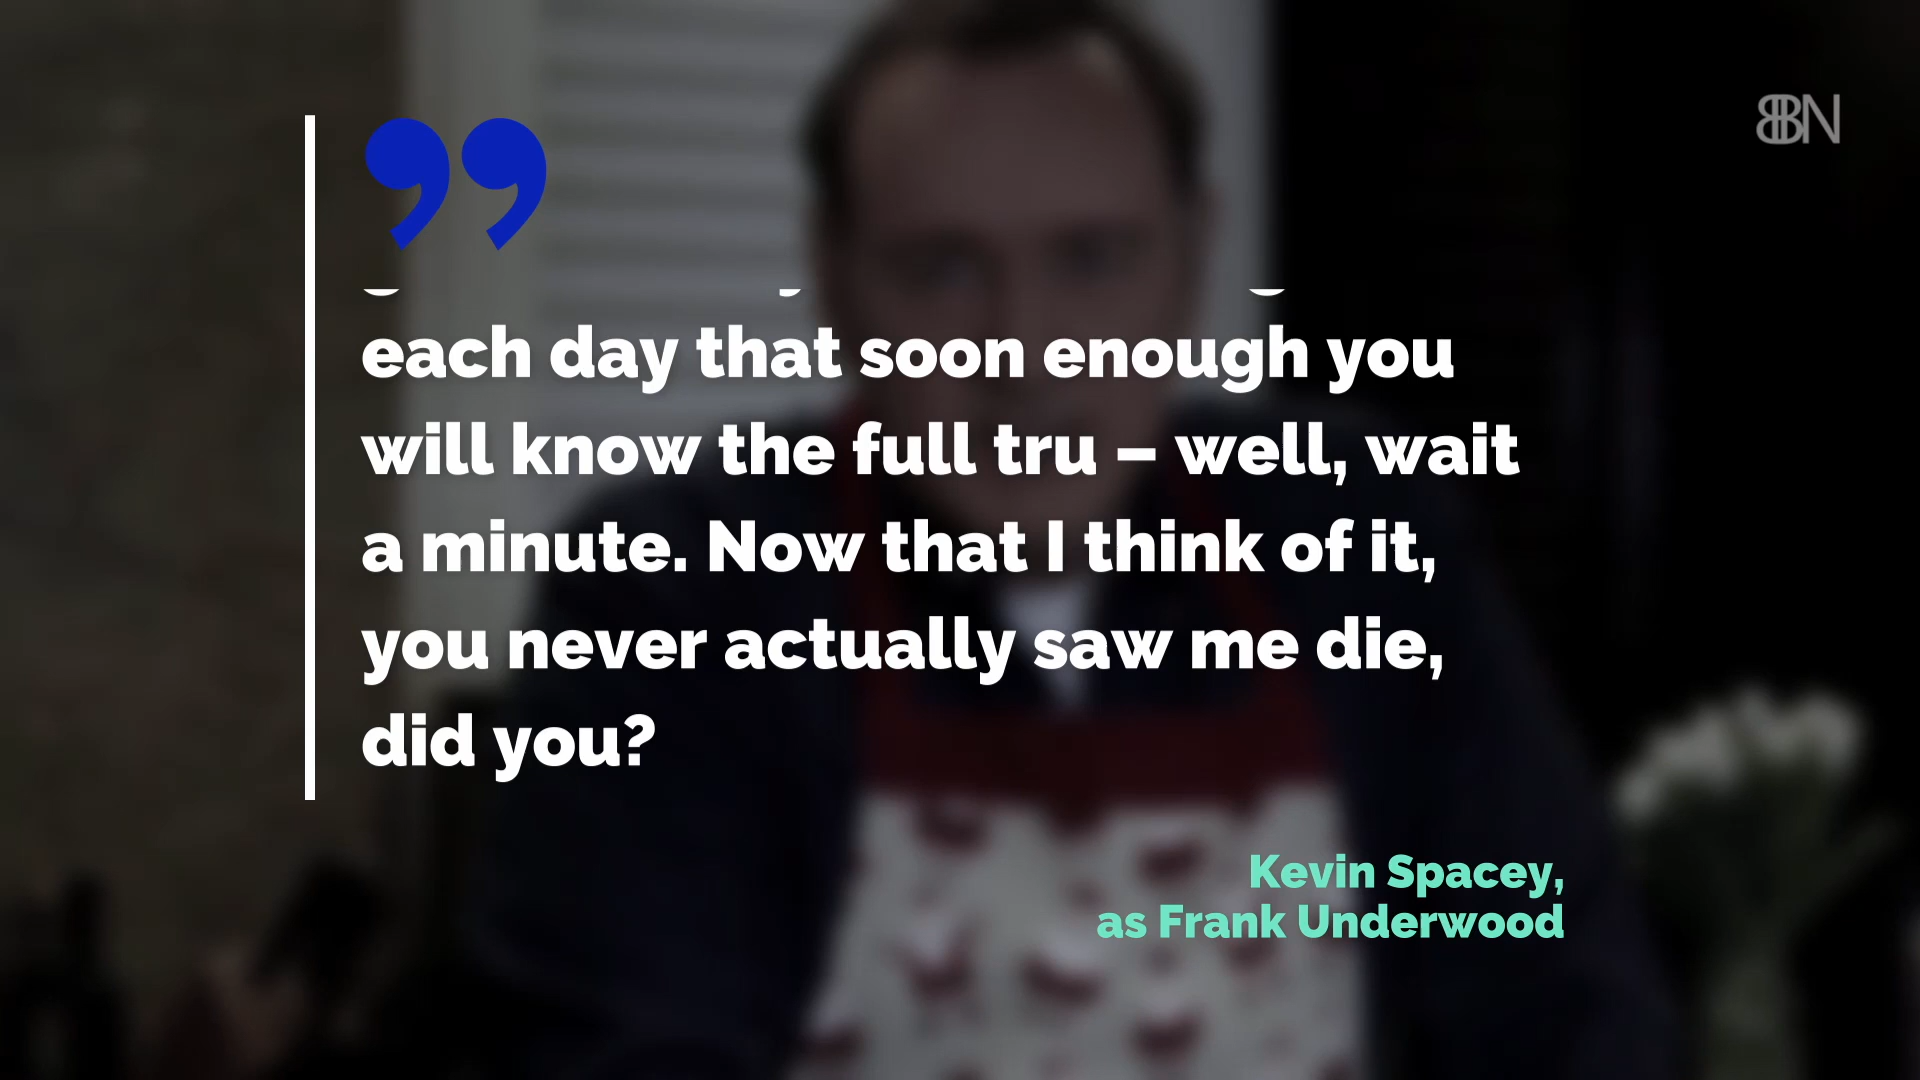 BBN
each day that soon enough you
will know the full tru – well, wait
a minute. Now that I think of it,
you never actually saw me die,
did you?
Kevin Spacey,
as Frank Underwood